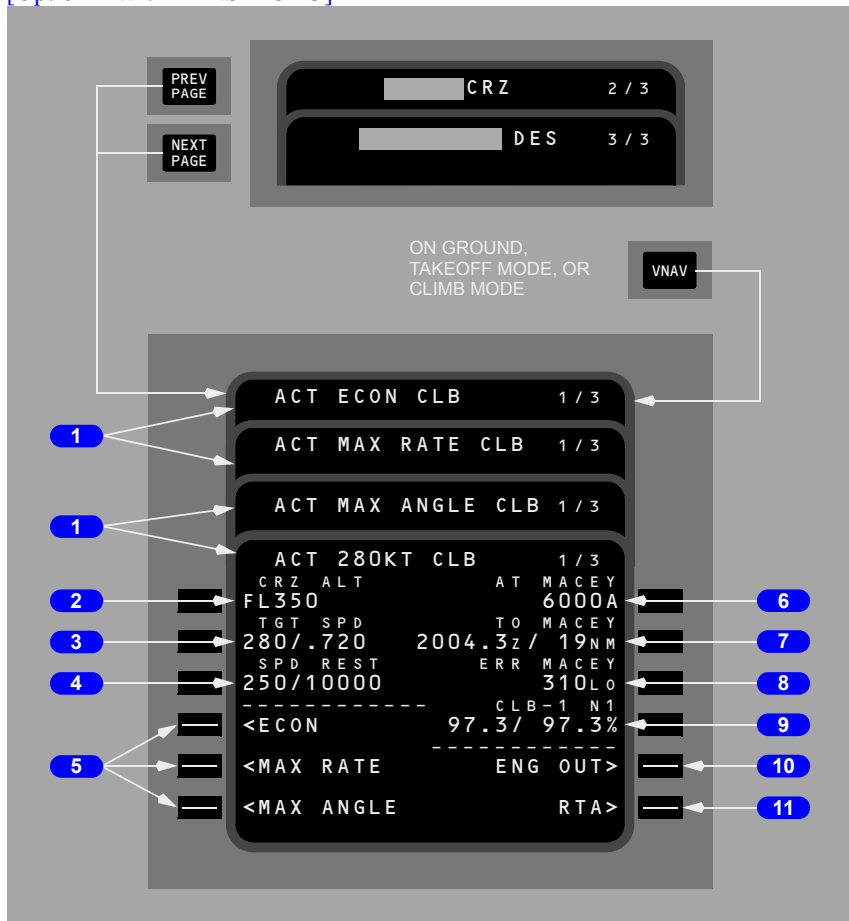 PREV
PAGE
CRZ 2/3
NEXT
PAGE
DES 3/3
ON GROUND,
TAKEOFF MODE, OR
CLIMB MODE
VNAV
ACT ECON CLB 1/3
1
ACT MAX RATE CLB 1/3
ACT MAX ANGLE CLB 1/3
1
ACT 280KT CLB 1/3
CRZ ALT AT MACEY
2 FL350 6000A 6
TGT SPD TO MACEY
3 280/.720 2004.3z/ 19NM 7
SPD REST ERR MACEY
4 250/10000 310LO 8
------------ CLB-1 N1
<ECON 97.3/ 97.3% 9
------------
5 <MAX RATE ENG OUT> 10
<MAX ANGLE RTA> 11